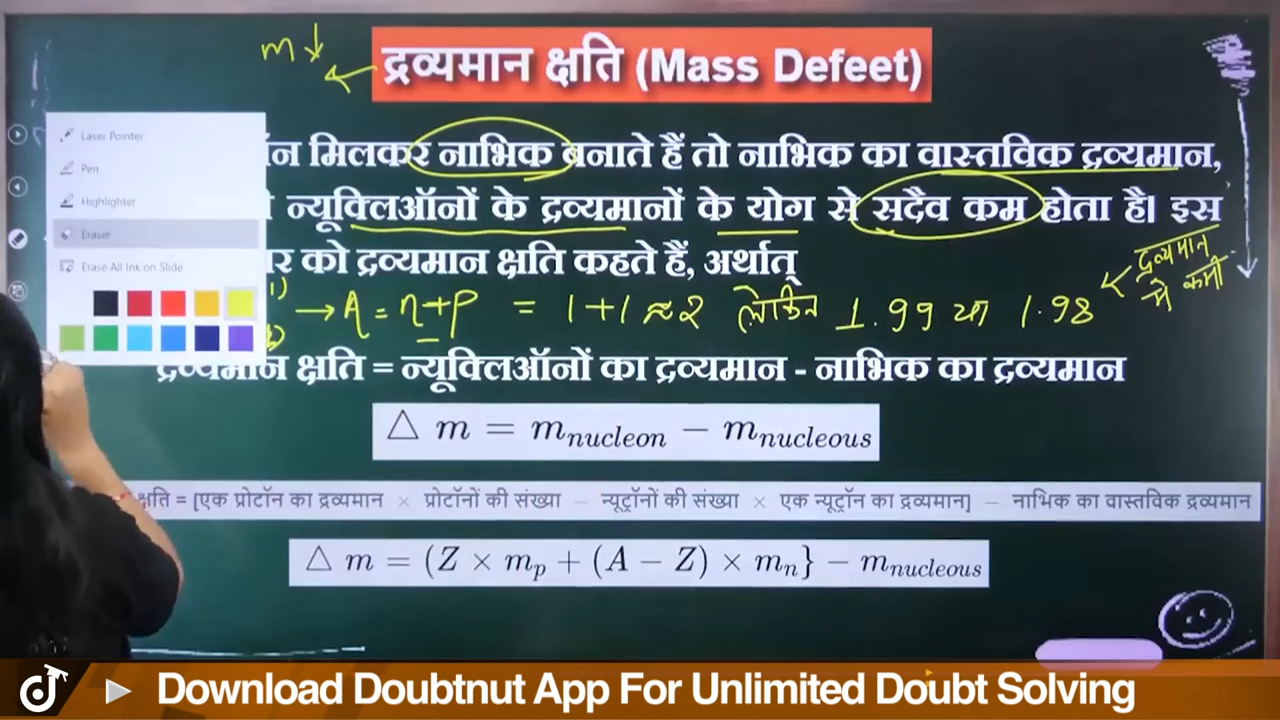 m ↓
द्रव्यमान क्षति (Mass Defeet)
Laser Pointer
Pen
Highlighter
Eraser
Erase All Ink on Slide
मिलकर नाभिक बनाते हैं तो नाभिक का वास्तविक द्रव्यमान,
न्यूक्लिऑनों के द्रव्यमानों के योग से सदैव कम होता है। इस
को द्रव्यमान क्षति कहते हैं, अर्थात्
द्रव्यमान
में कमी
→ A = n+p = 1+1 ≈ 2 लेकिन 1.99 या 1.98
द्रव्यमान क्षति = न्यूक्लिऑनों का द्रव्यमान - नाभिक का द्रव्यमान
△ m = m_nucleon − m_nucleous
क्षति = [एक प्रोटॉन का द्रव्यमान × प्रोटॉनों की संख्या − न्यूट्रॉनों की संख्या × एक न्यूट्रॉन का द्रव्यमान] − नाभिक का वास्तविक द्रव्यमान
△ m = (Z × m_p + (A − Z) × m_n} − m_nucleous
Download Doubtnut App For Unlimited Doubt Solving